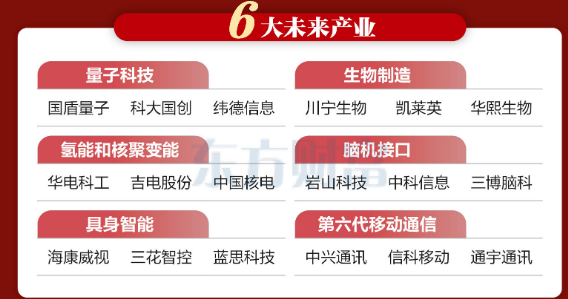 6大未来产业
量子科技
国盾量子 科大国创 纬德信息
生物制造
川宁生物 凯莱英 华熙生物
氢能和核聚变能
华电科工 吉电股份 中国核电
脑机接口
岩山科技 中科信息 三博脑科
具身智能
海康威视 三花智控 蓝思科技
第六代移动通信
中兴通讯 信科移动 通宇通讯
东方财富